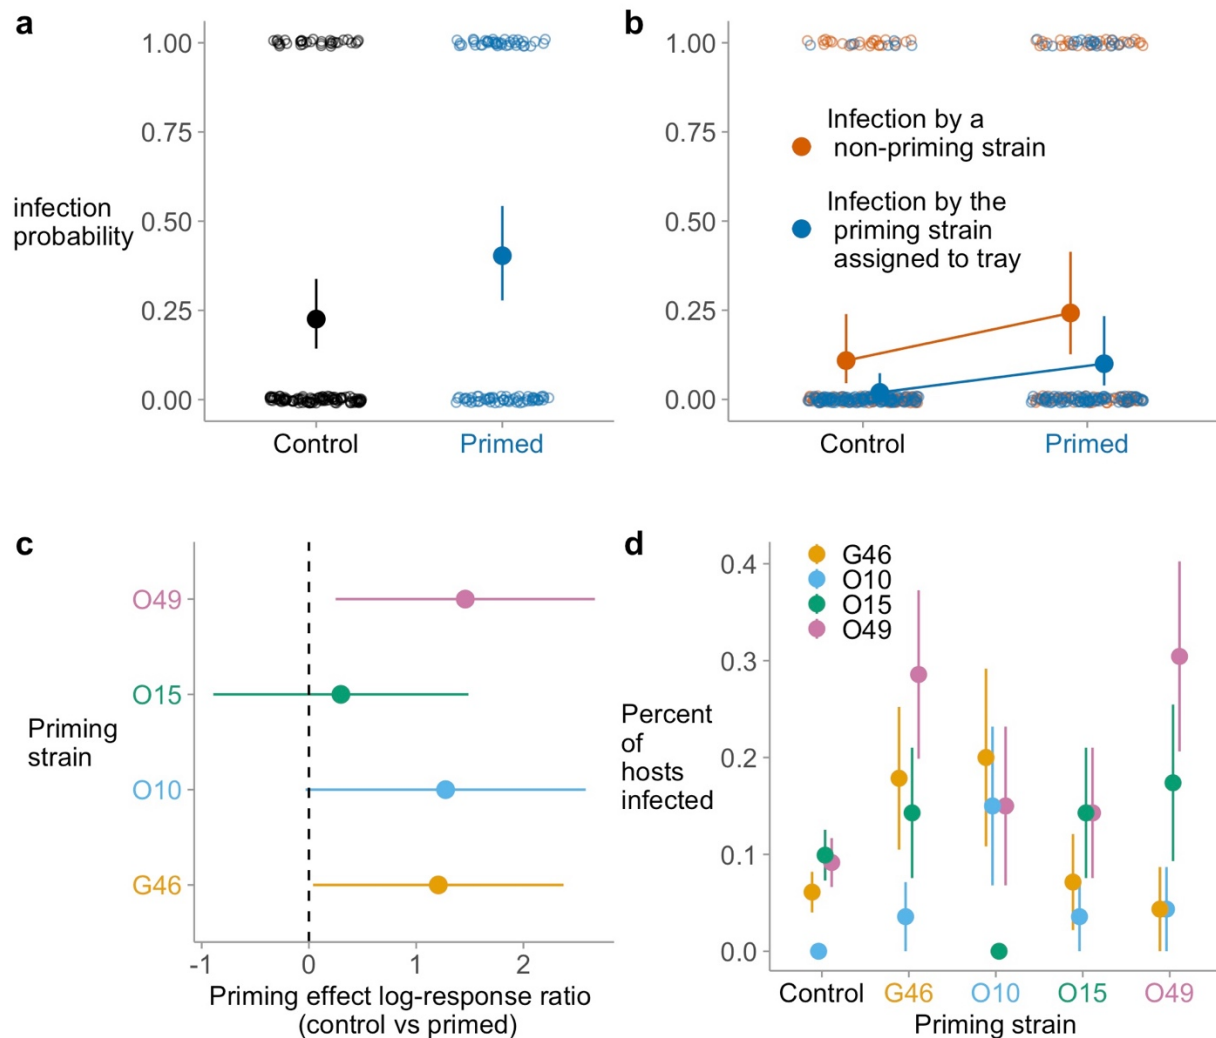 a
1.00
0.75
0.50
0.25
0.00
infection
probability
Control
Primed
b
1.00
0.75
0.50
0.25
0.00
Infection by a
non-priming strain
Infection by the
priming strain
assigned to tray
Control
Primed
c
O49
O15
O10
G46
Priming
strain
-1
0
1
2
Priming effect log-response ratio
(control vs primed)
d
0.4
0.3
0.2
0.1
0.0
Percent
of
hosts
infected
G46
O10
O15
O49
Control
G46
O10
O15
O49
Priming strain